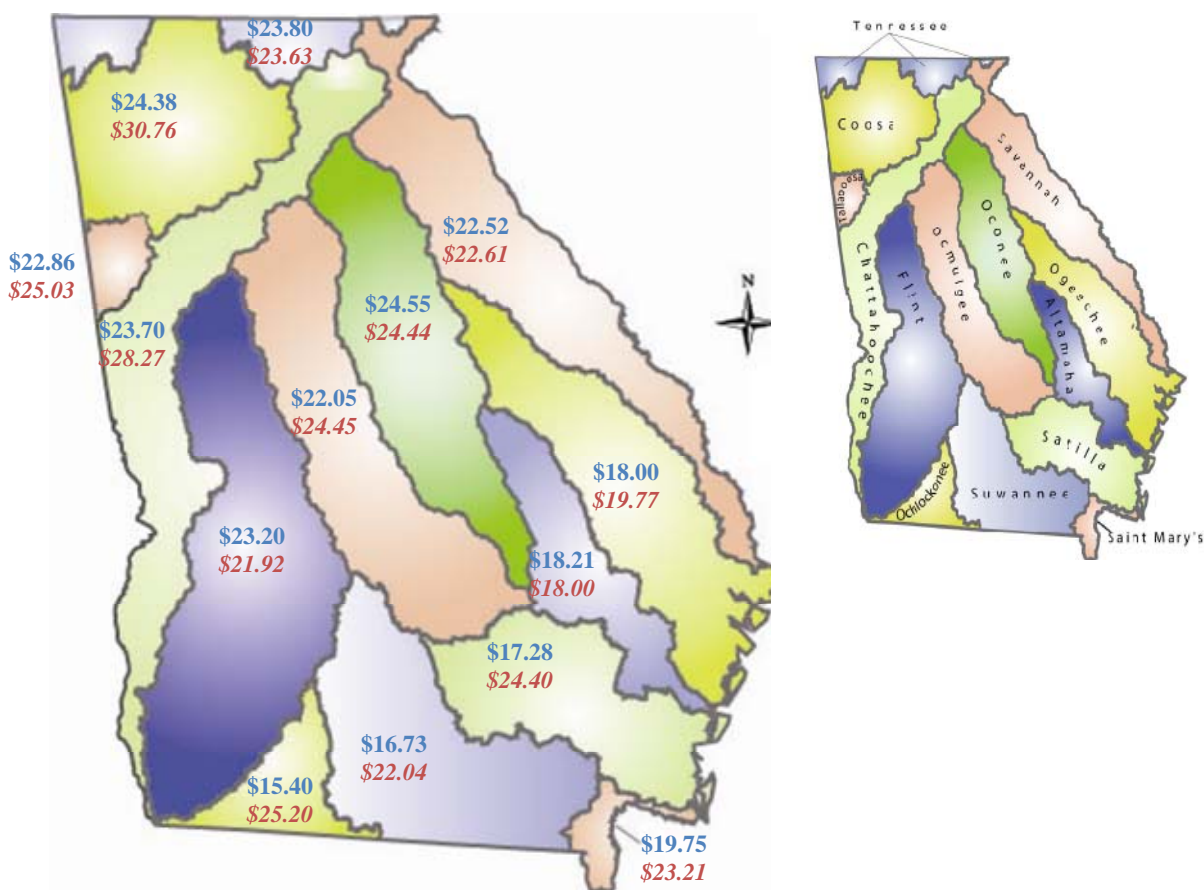 $23.80
$23.63
$24.38
$30.76
$22.52
$22.61
$22.86
$25.03
$24.55
$24.44
$23.70
$28.27
$22.05
$24.45
$18.00
$19.77
$23.20
$21.92
$18.21
$18.00
$17.28
$24.40
$16.73
$22.04
$15.40
$25.20
$19.75
$23.21
N
Tennessee
Coosa
Savannah
Tallapoosa
Oconee
Ocmulgee
Chattahoochee
Flint
Ogeechee
Altamaha
Satilla
Suwannee
Ochlockonee
Saint Mary's